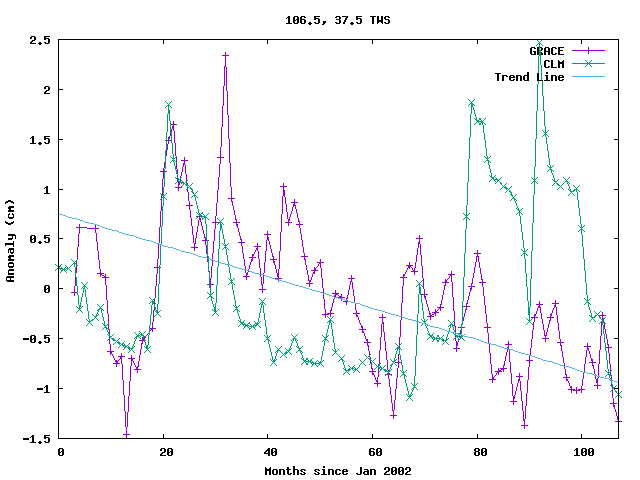 106.5, 37.5 TWS
GRACE
CLM
Trend Line
Anomaly (cm)
2.5
2
1.5
1
0.5
0
-0.5
-1
-1.5
0 20 40 60 80 100
Months since Jan 2002